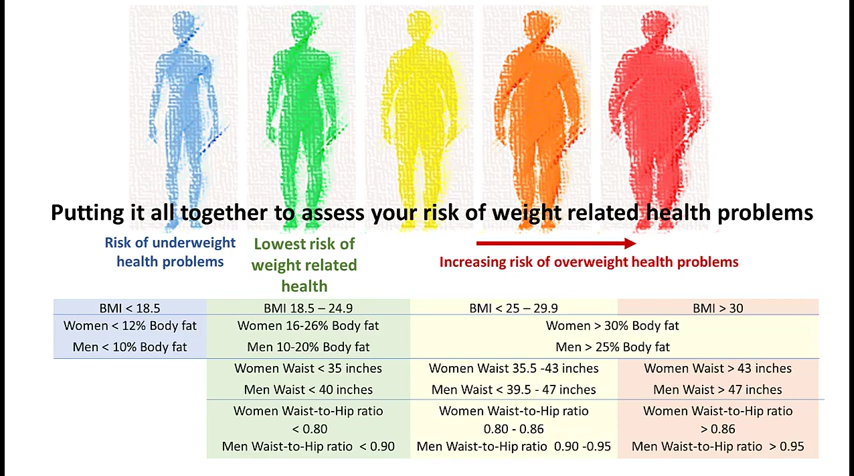 Putting it all together to assess your risk of weight related health problems
Risk of underweight
health problems
Lowest risk of
weight related
health
Increasing risk of overweight health problems
BMI < 18.5
BMI 18.5 – 24.9
BMI < 25 – 29.9
BMI > 30
Women < 12% Body fat
Women 16-26% Body fat
Women > 30% Body fat
Men < 10% Body fat
Men 10-20% Body fat
Men > 25% Body fat
Women Waist < 35 inches
Women Waist 35.5 -43 inches
Women Waist > 43 inches
Men Waist < 40 inches
Men Waist < 39.5 - 47 inches
Men Waist > 47 inches
Women Waist-to-Hip ratio
< 0.80
Women Waist-to-Hip ratio
0.80 - 0.86
Women Waist-to-Hip ratio
> 0.86
Men Waist-to-Hip ratio < 0.90
Men Waist-to-Hip ratio 0.90 -0.95
Men Waist-to-Hip ratio > 0.95